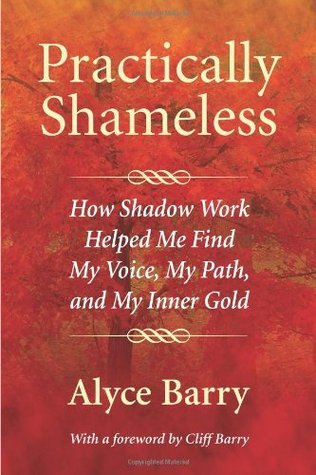 Practically
Shameless
How Shadow Work
Helped Me Find
My Voice, My Path,
and My Inner Gold
Alyce Barry
With a foreword by Cliff Barry